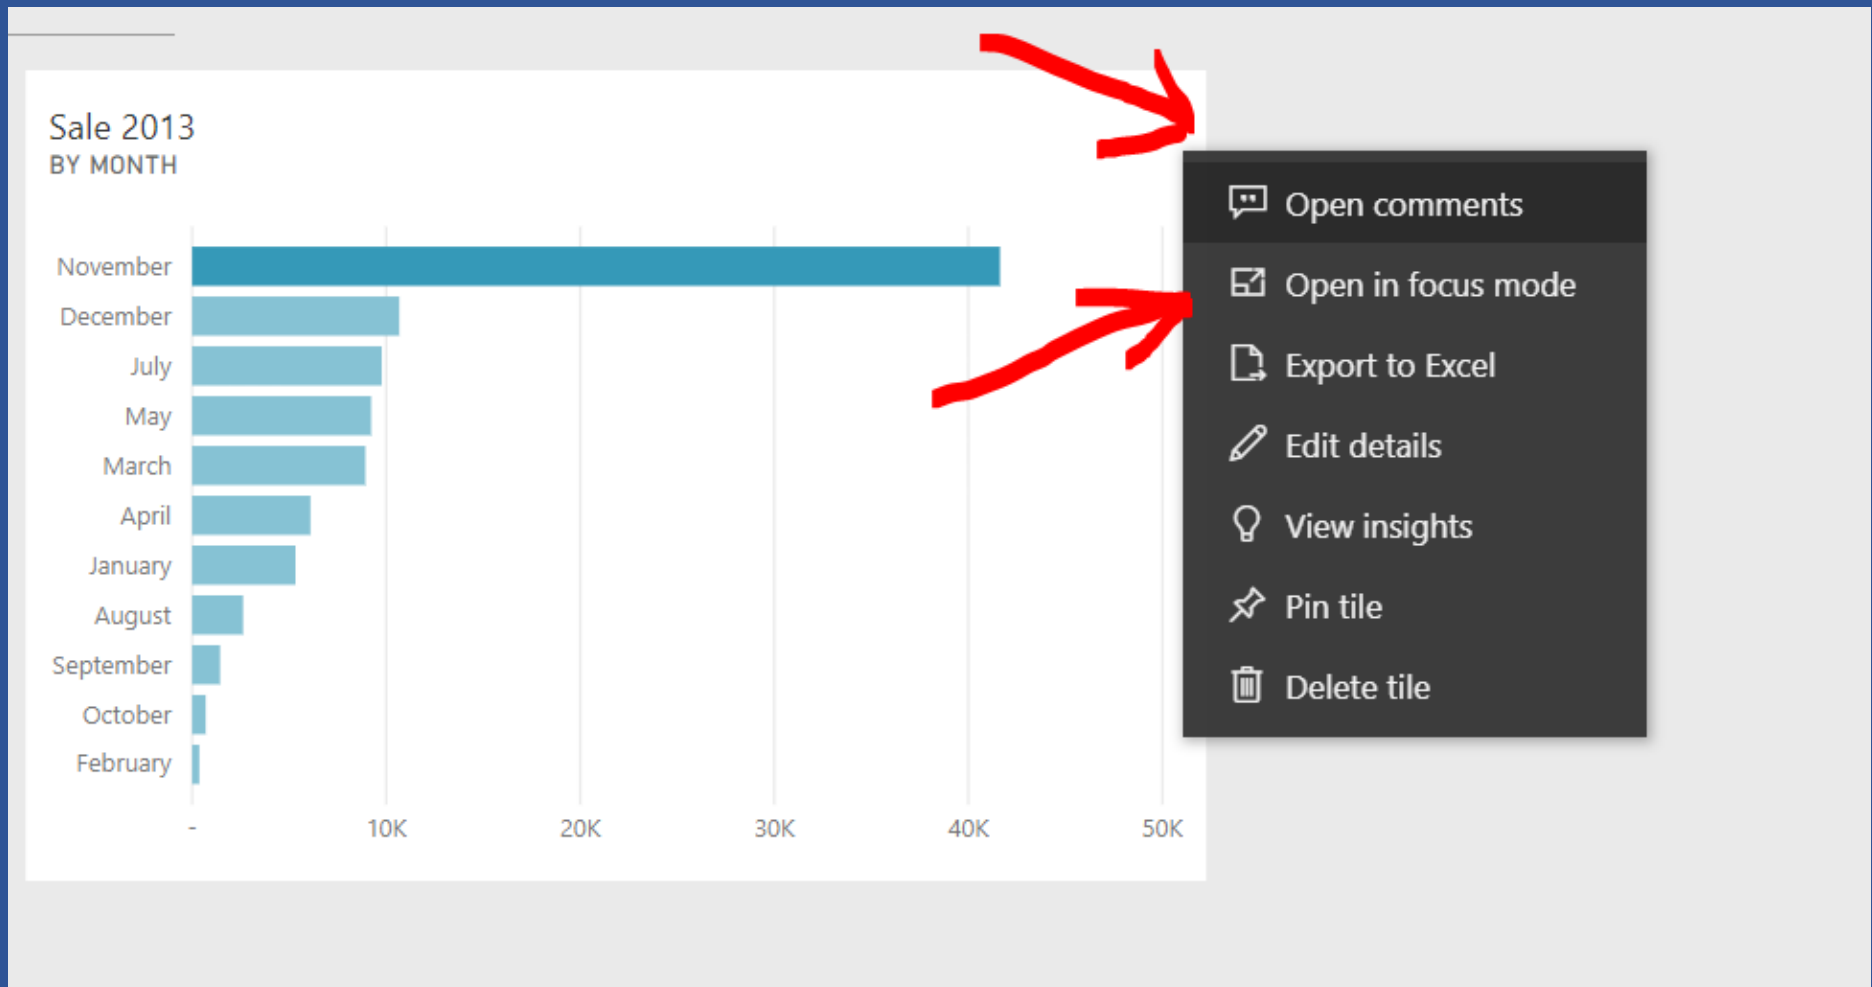 Sale 2013
BY MONTH
November
December
July
May
March
April
January
August
September
October
February
- 10K 20K 30K 40K 50K
Open comments
Open in focus mode
Export to Excel
Edit details
View insights
Pin tile
Delete tile